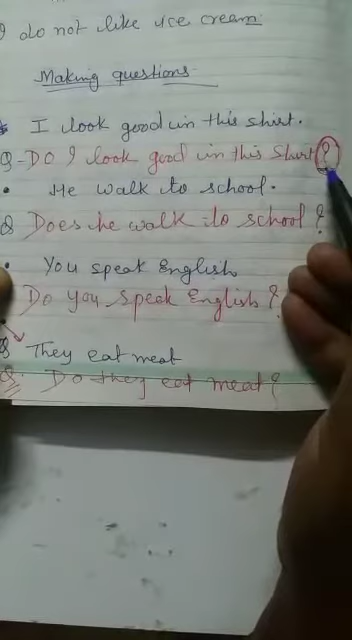 I do not like ice cream
Making questions
I look good in this shirt.
Q - Do I look good in this shirt?
• He walk to school.
Q Does he walk to school?
• You speak English
Do you speak English?
They eat meat
Q. Do they eat meat?